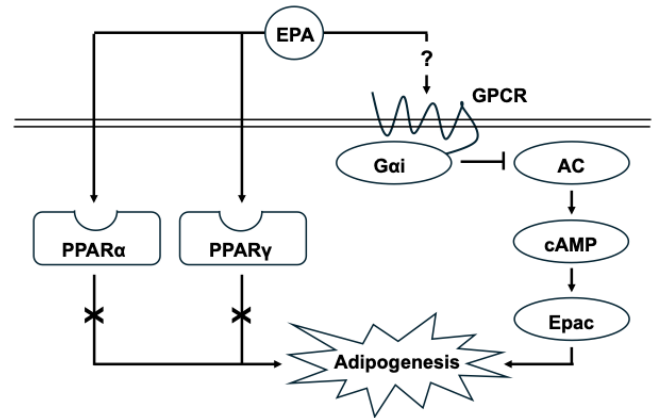 EPA
?
GPCR
Gαi
AC
PPARα
PPARγ
cAMP
Epac
Adipogenesis